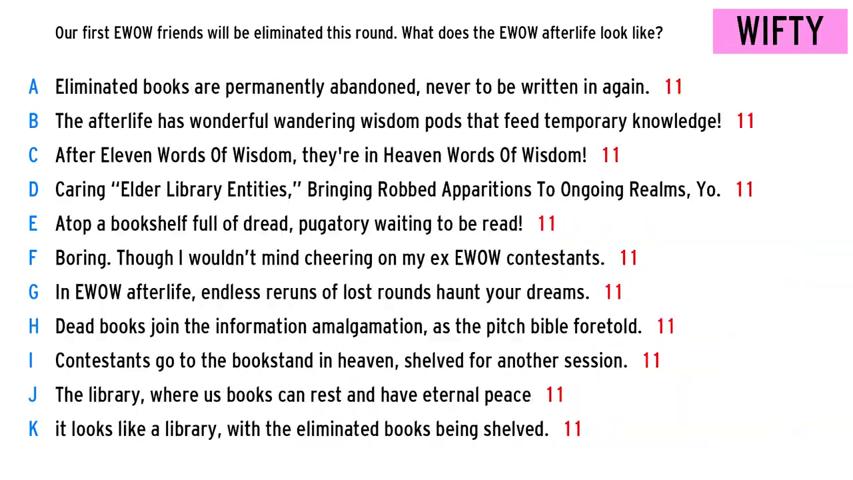 Our first EWOW friends will be eliminated this round. What does the EWOW afterlife look like?
WIFTY
A Eliminated books are permanently abandoned, never to be written in again. 11
B The afterlife has wonderful wandering wisdom pods that feed temporary knowledge! 11
C After Eleven Words Of Wisdom, they're in Heaven Words Of Wisdom! 11
D Caring “Elder Library Entities,” Bringing Robbed Apparitions To Ongoing Realms, Yo. 11
E Atop a bookshelf full of dread, pugatory waiting to be read! 11
F Boring. Though I wouldn’t mind cheering on my ex EWOW contestants. 11
G In EWOW afterlife, endless reruns of lost rounds haunt your dreams. 11
H Dead books join the information amalgamation, as the pitch bible foretold. 11
I Contestants go to the bookstand in heaven, shelved for another session. 11
J The library, where us books can rest and have eternal peace 11
K it looks like a library, with the eliminated books being shelved. 11